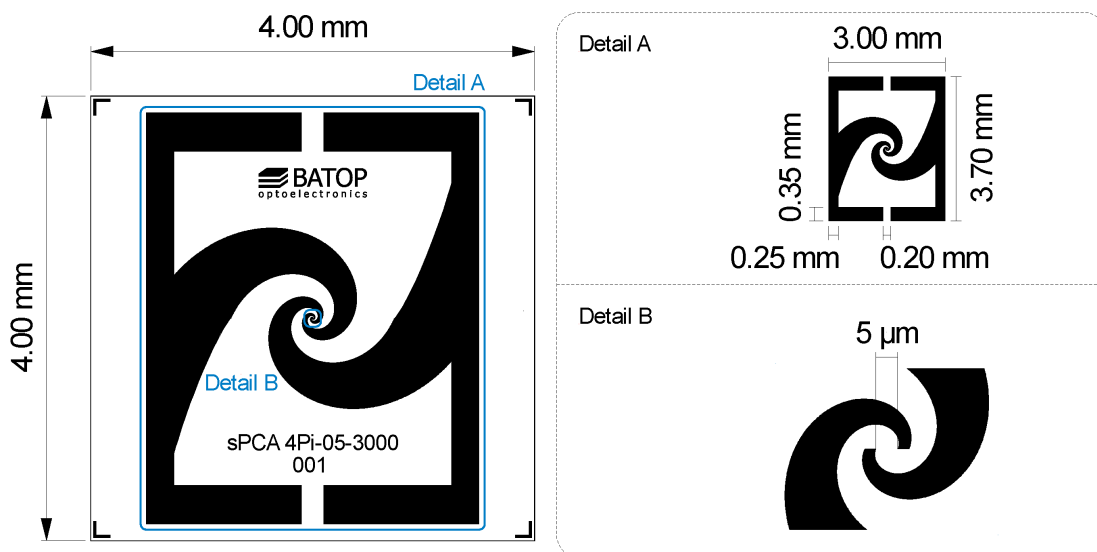 4.00 mm
Detail A
4.00 mm
BATOP
optoelectronics
Detail B
sPCA 4Pi-05-3000
001
Detail A
3.00 mm
0.35 mm
3.70 mm
0.25 mm
0.20 mm
Detail B
5 µm